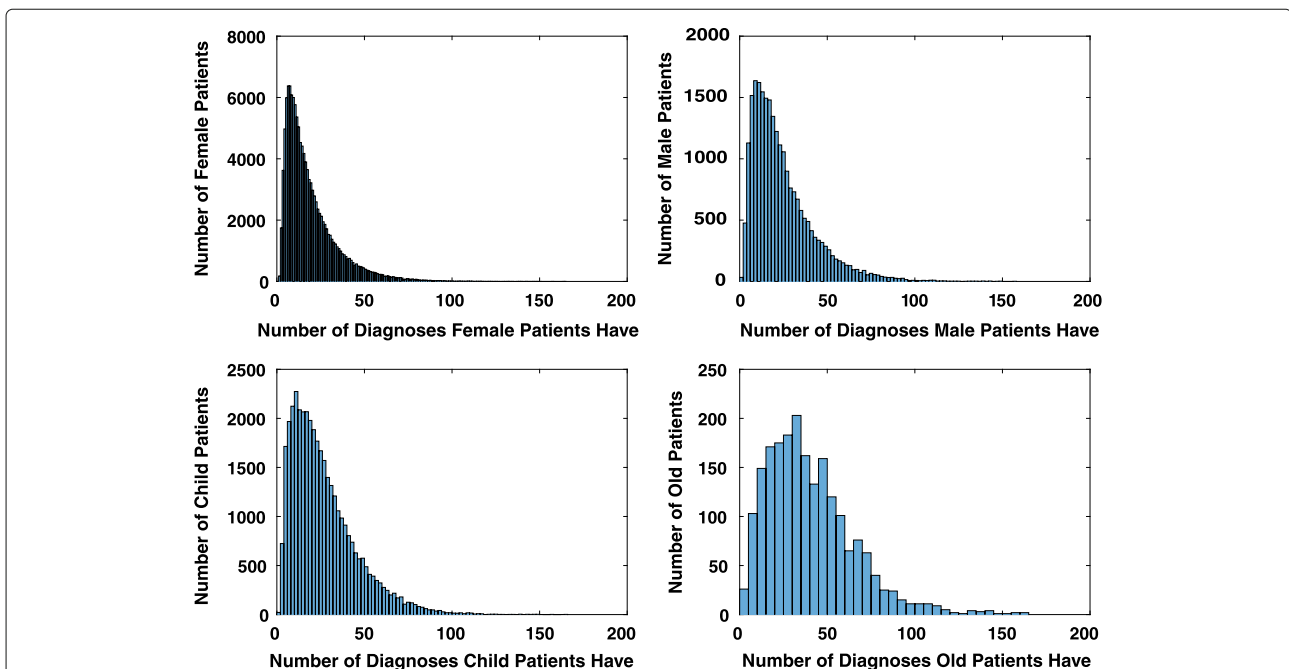 8000
6000
4000
2000
0
Number of Female Patients
0 50 100 150 200
Number of Diagnoses Female Patients Have
2000
1500
1000
500
0
Number of Male Patients
0 50 100 150 200
Number of Diagnoses Male Patients Have
2500
2000
1500
1000
500
0
Number of Child Patients
0 50 100 150 200
Number of Diagnoses Child Patients Have
250
200
150
100
50
0
Number of Old Patients
0 50 100 150 200
Number of Diagnoses Old Patients Have